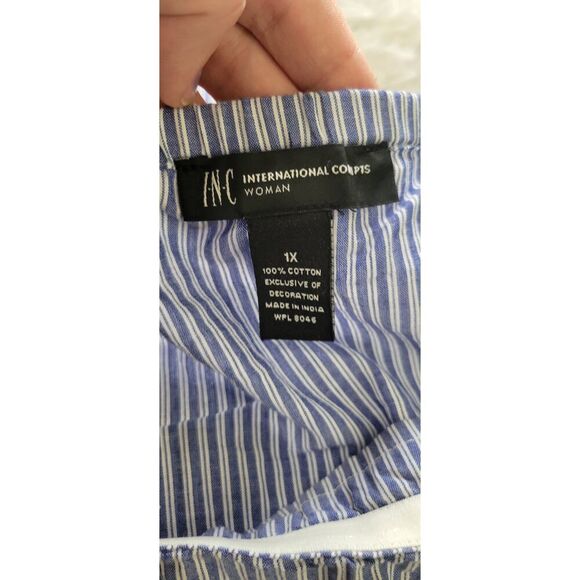 I.N.C INTERNATIONAL CONCEPTS
WOMAN
1X
100% COTTON
EXCLUSIVE OF
DECORATION
MADE IN INDIA
WPL 8046